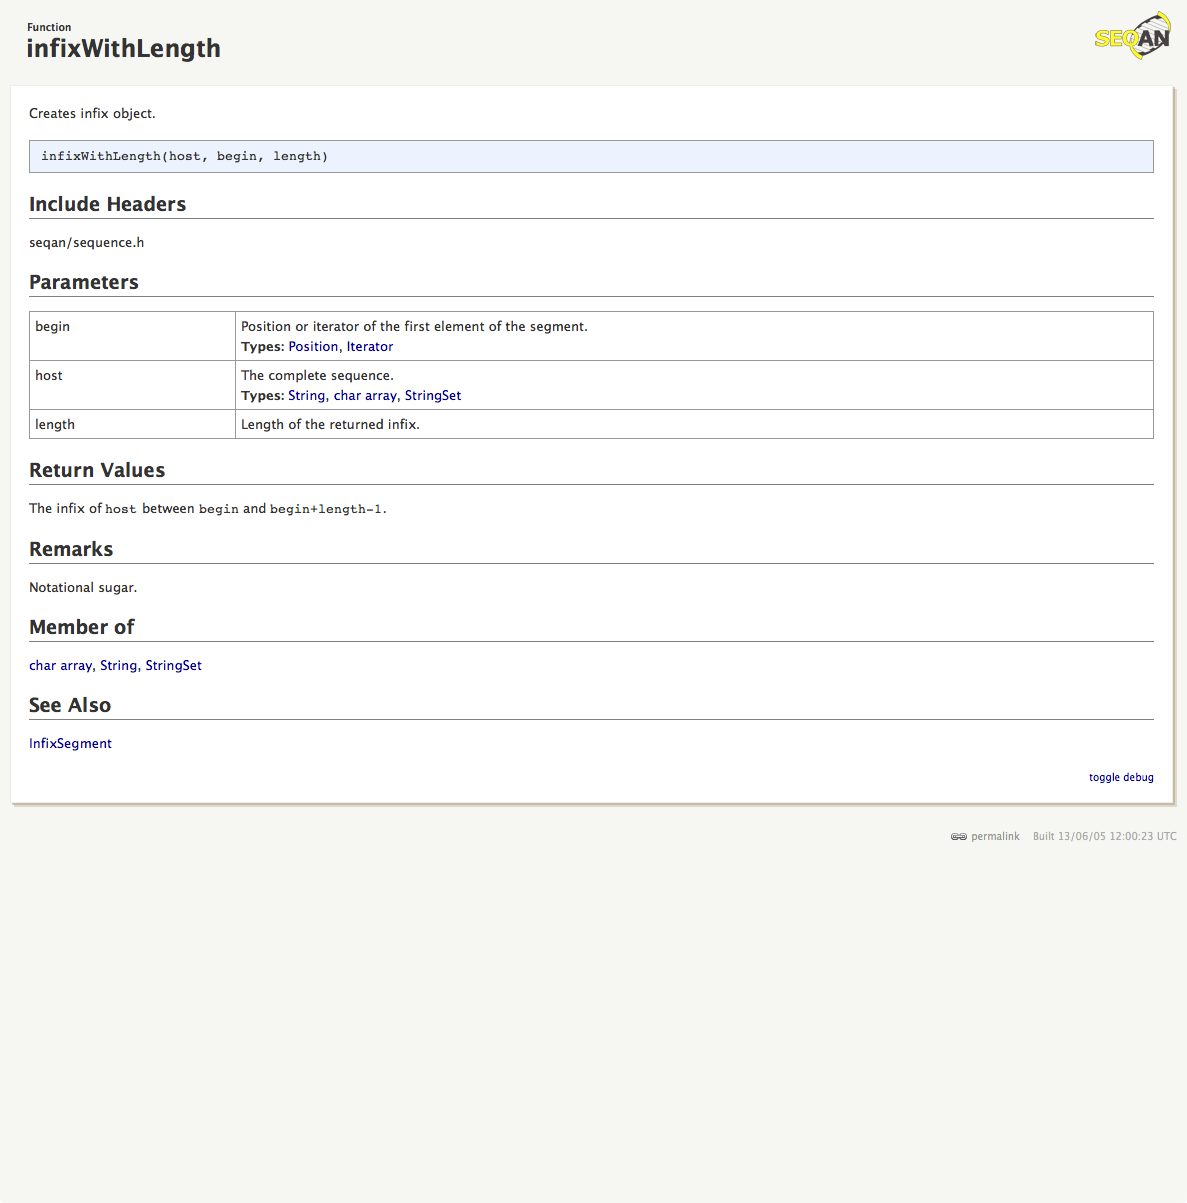 Function
infixWithLength
SEQAN
Creates infix object.
infixWithLength(host, begin, length)
Include Headers
seqan/sequence.h
Parameters
begin
Position or iterator of the first element of the segment.
Types: Position, Iterator
host
The complete sequence.
Types: String, char array, StringSet
length
Length of the returned infix.
Return Values
The infix of host between begin and begin+length-1.
Remarks
Notational sugar.
Member of
char array, String, StringSet
See Also
InfixSegment
toggle debug
permalink Built 13/06/05 12:00:23 UTC